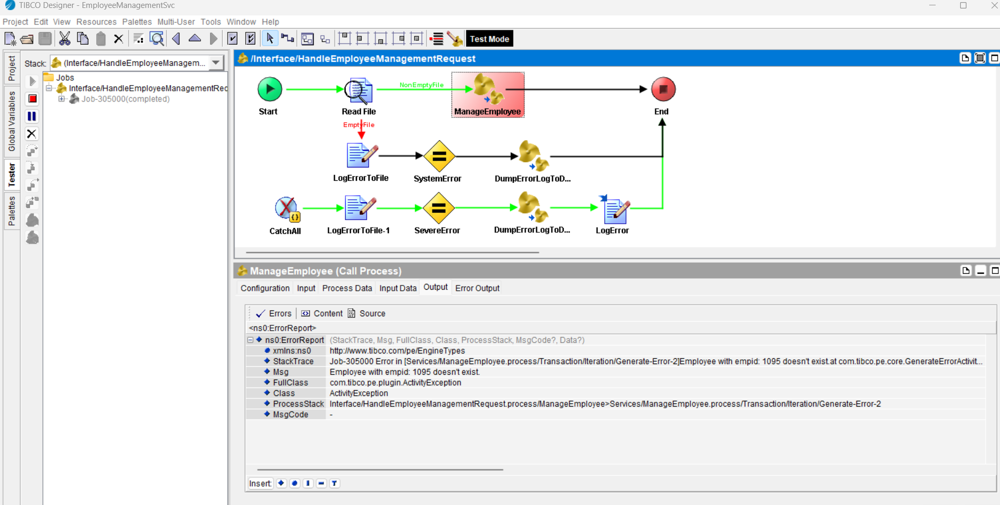 TIBCO Designer - EmployeeManagementSvc
Project Edit View Resources Palettes Multi-User Tools Window Help
Test Mode
Project
Global Variables
Tester
Palettes
Stack: (Interface/HandleEmployeeManagem...
Jobs
Interface/HandleEmployeeManagementRec
Job-305000(completed)
/Interface/HandleEmployeeManagementRequest
NonEmptyFile
Start
Read File
ManageEmployee
End
EmptyFile
LogErrorToFile
SystemError
DumpErrorLogToD...
CatchAll
LogErrorToFile-1
SevereError
DumpErrorLogToD...
LogError
ManageEmployee (Call Process)
Configuration Input Process Data Input Data Output Error Output
Errors Content Source
<ns0:ErrorReport>
ns0:ErrorReport (StackTrace, Msg, FullClass, Class, ProcessStack, MsgCode?, Data?)
xmlns:ns0 http://www.tibco.com/pe/EngineTypes
StackTrace Job-305000 Error in [Services/ManageEmployee.process/Transaction/Iteration/Generate-Error-2]Employee with empid: 1095 doesn't exist.at com.tibco.pe.core.GenerateErrorActivit...
Msg Employee with empid: 1095 doesn't exist.
FullClass com.tibco.pe.plugin.ActivityException
Class ActivityException
ProcessStack Interface/HandleEmployeeManagementRequest.process/ManageEmployee>Services/ManageEmployee.process/Transaction/Iteration/Generate-Error-2
MsgCode -
Insert: T